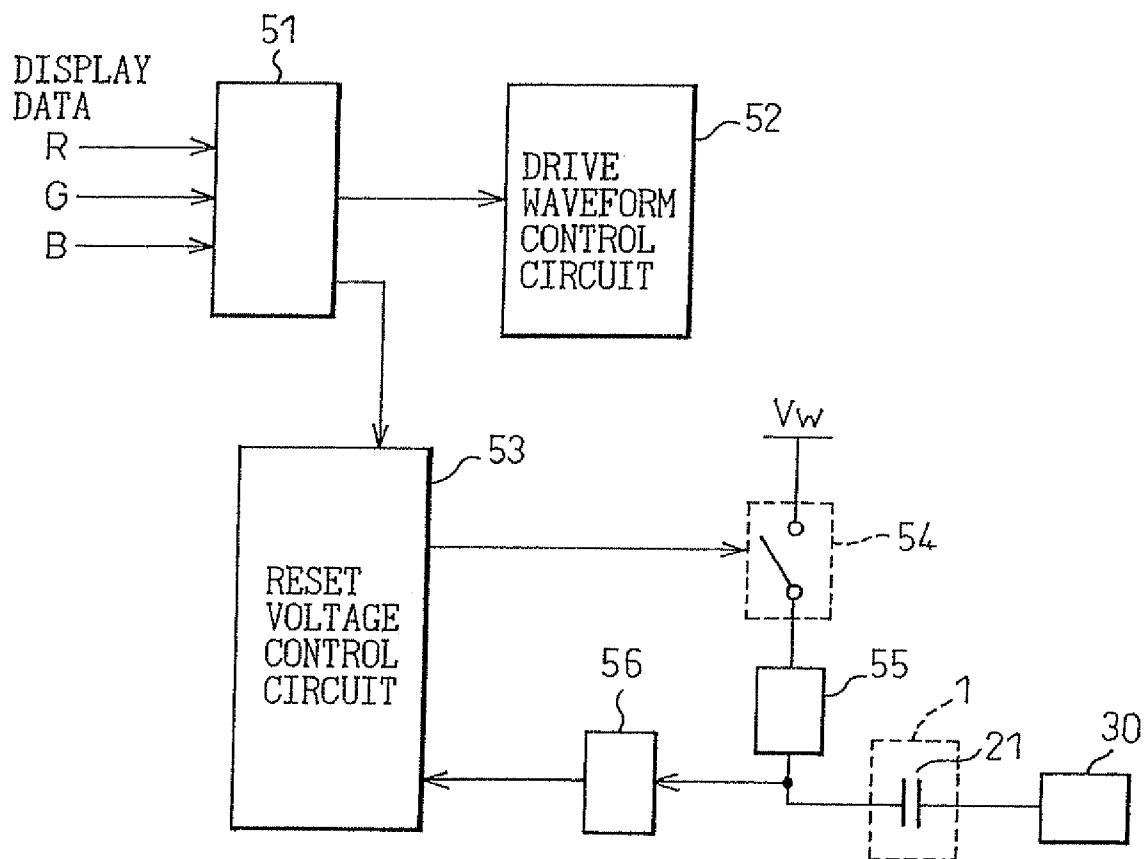 51
DISPLAY
DATA
R
G
B
52
DRIVE
WAVEFORM
CONTROL
CIRCUIT
Vw
53
54
RESET
VOLTAGE
CONTROL
CIRCUIT
56
55
1
21
30